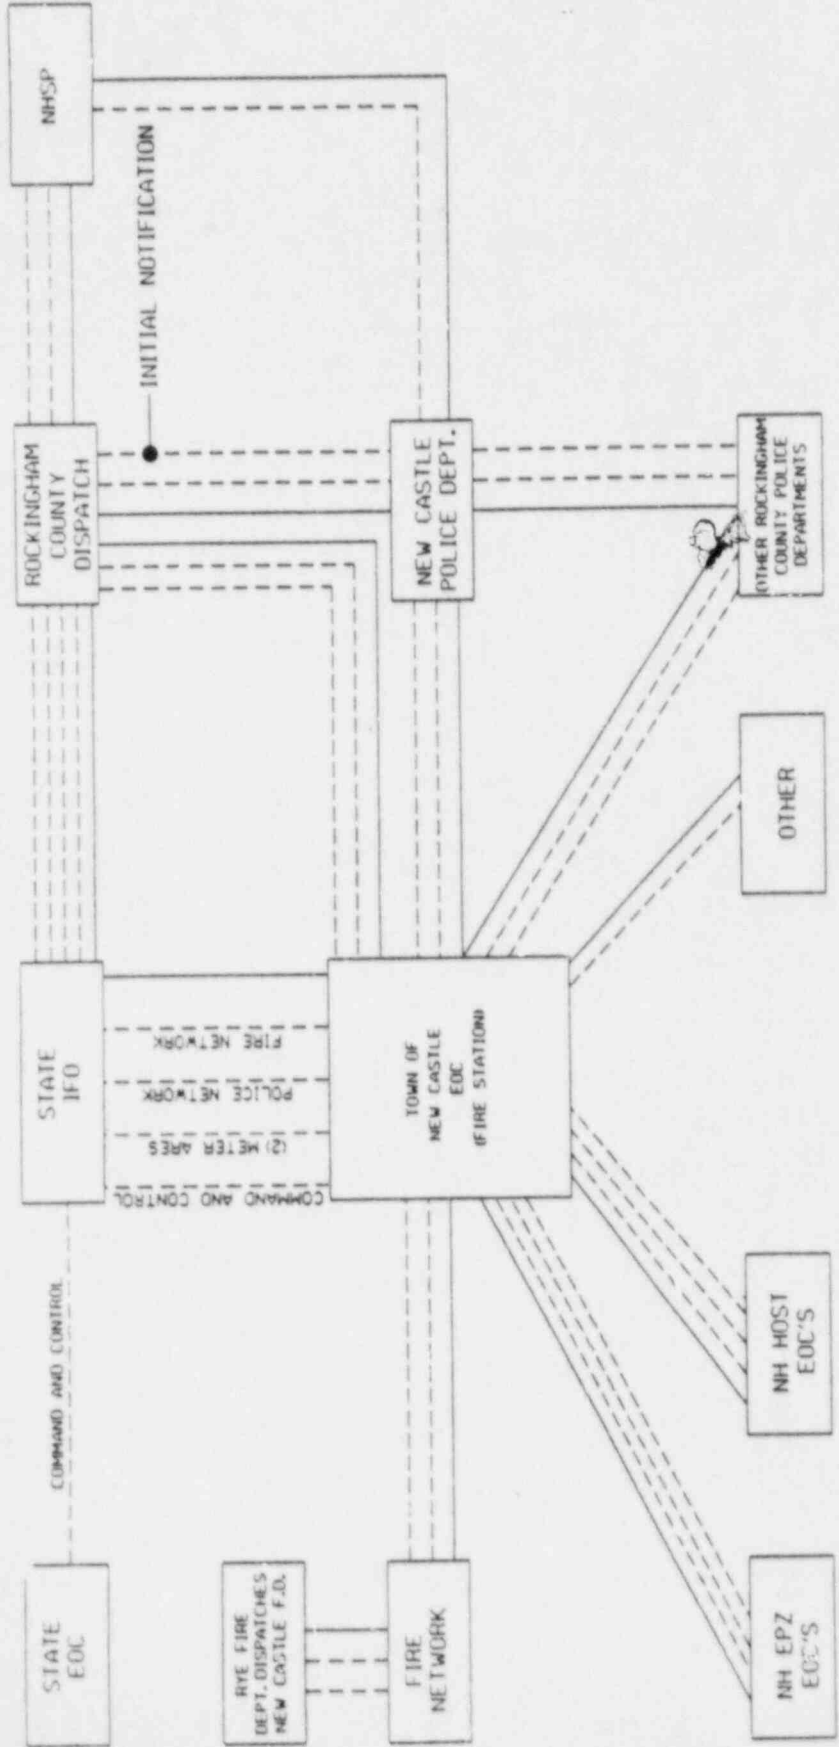 STATE
EOC
COMMAND AND CONTROL
STATE
IFO
ROCKINGHAM
COUNTY
DISPATCH
NHSP
INITIAL NOTIFICATION
COMMAND AND CONTROL
(2) METER ARES
POLICE NETWORK
FIRE NETWORK
RYE FIRE
DEPT. DISPATCHES
NEW CASTLE F.D.
FIRE
NETWORK
TOWN OF
NEW CASTLE
EOC
(FIRE STATION)
NEW CASTLE
POLICE DEPT.
NH EPZ
EOC'S
NH HOST
EOC'S
OTHER
OTHER ROCKINGHAM
COUNTY POLICE
DEPARTMENTS